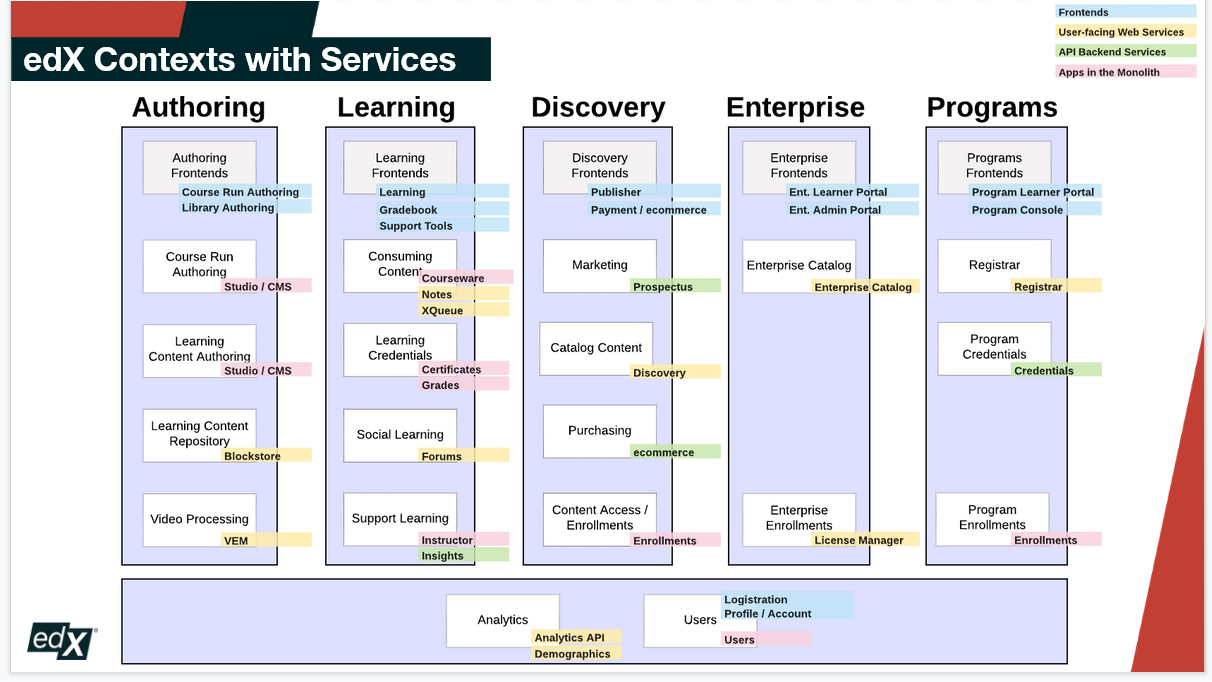 Frontends
User-facing Web Services
API Backend Services
Apps in the Monolith
edX Contexts with Services
Authoring
Learning
Discovery
Enterprise
Programs
Authoring
Frontends
Course Run Authoring
Library Authoring
Course Run
Authoring
Studio / CMS
Learning
Content Authoring
Studio / CMS
Learning Content
Repository
Blockstore
Video Processing
VEM
Learning
Frontends
Learning
Gradebook
Support Tools
Consuming
Content
Courseware
Notes
XQueue
Learning
Credentials
Certificates
Grades
Social Learning
Forums
Support Learning
Instructor
Insights
Discovery
Frontends
Publisher
Payment / ecommerce
Marketing
Prospectus
Catalog Content
Discovery
Purchasing
ecommerce
Content Access /
Enrollments
Enrollments
Enterprise
Frontends
Ent. Learner Portal
Ent. Admin Portal
Enterprise Catalog
Enterprise Catalog
Enterprise
Enrollments
License Manager
Programs
Frontends
Program Learner Portal
Program Console
Registrar
Registrar
Program
Credentials
Credentials
Program
Enrollments
Enrollments
Analytics
Analytics API
Demographics
Users
Logistration
Profile / Account
Users
edX